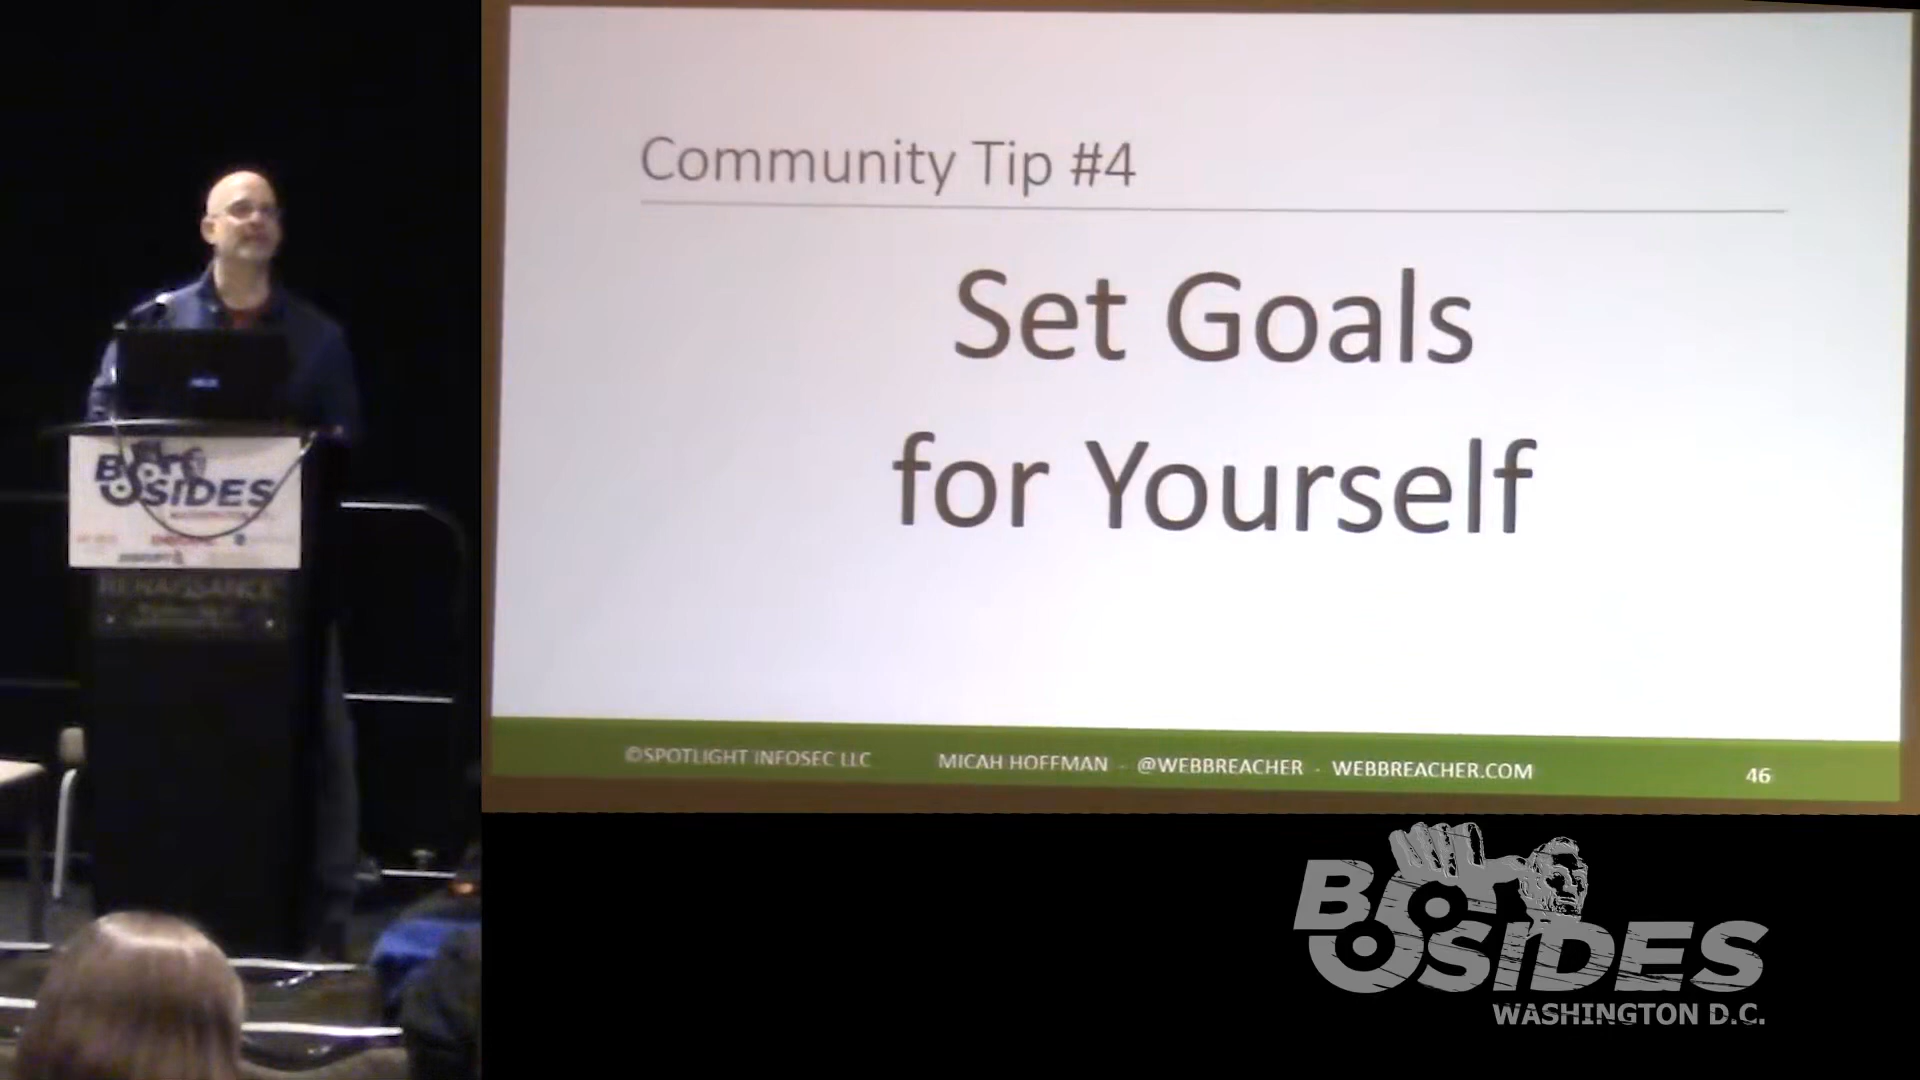 Community Tip #4
Set Goals
for Yourself
©SPOTLIGHT INFOSEC LLC MICAH HOFFMAN - @WEBBREACHER - WEBBREACHER.COM 46
BSIDES
RENAISSANCE
BSIDES
WASHINGTON D.C.